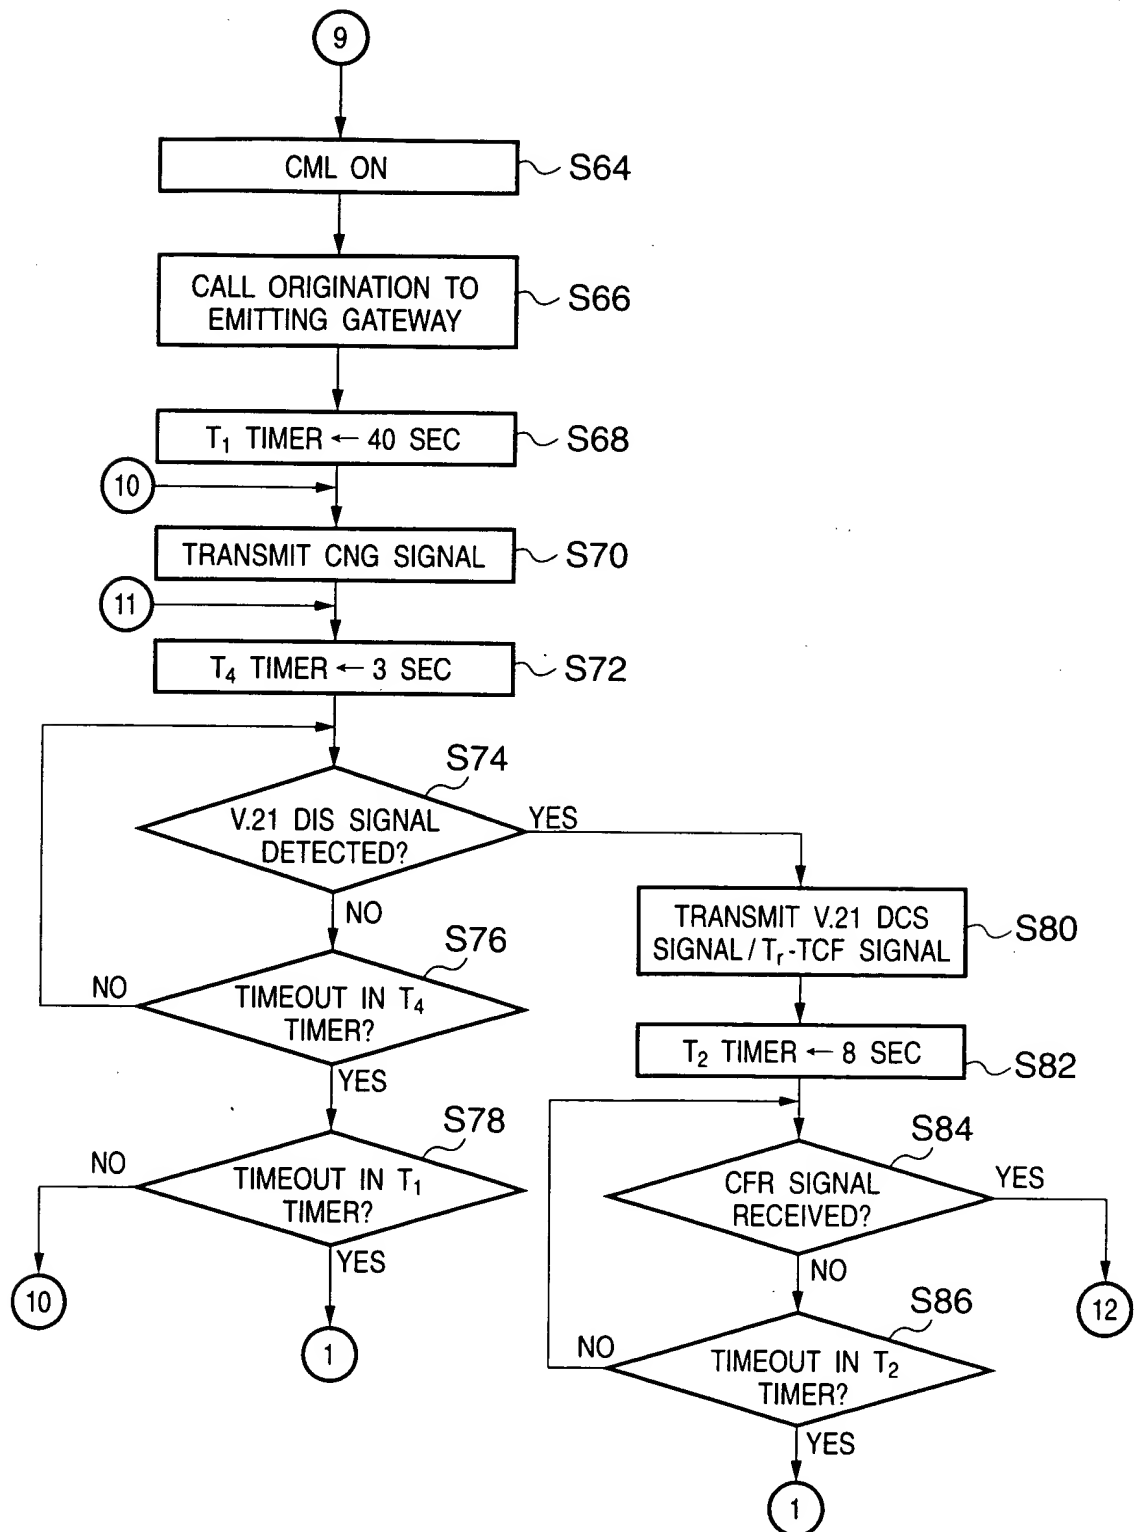 9
CML ON
S64
CALL ORIGINATION TO
EMITTING GATEWAY
S66
T1 TIMER ← 40 SEC
S68
10
TRANSMIT CNG SIGNAL
S70
11
T4 TIMER ← 3 SEC
S72
S74
V.21 DIS SIGNAL
DETECTED?
YES
NO
S76
TIMEOUT IN T4
TIMER?
NO
YES
S78
TIMEOUT IN T1
TIMER?
NO
YES
10
1
TRANSMIT V.21 DCS
SIGNAL/Tr-TCF SIGNAL
S80
T2 TIMER ← 8 SEC
S82
S84
CFR SIGNAL
RECEIVED?
YES
NO
12
S86
TIMEOUT IN T2
TIMER?
NO
YES
1